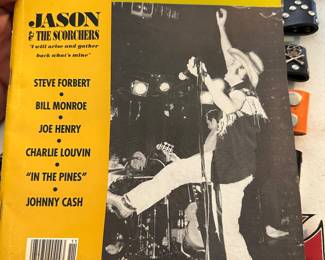 JASON
& THE SCORCHERS
"I will arise and gather
back what's mine"
STEVE FORBERT
•
BILL MONROE
•
JOE HENRY
•
CHARLIE LOUVIN
•
"IN THE PINES"
•
JOHNNY CASH